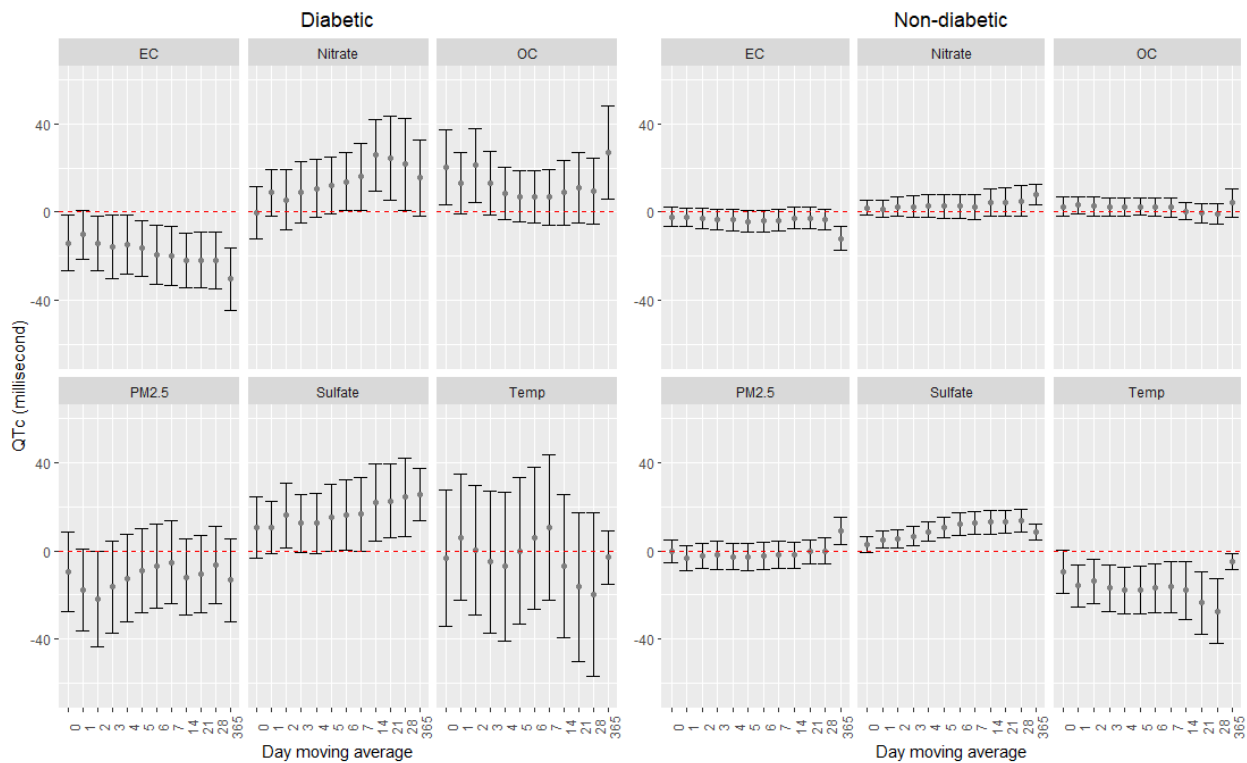 Diabetic
Non-diabetic
EC
Nitrate
OC
EC
Nitrate
OC
40
0
-40
40
0
-40
QTc (millisecond)
PM2.5
Sulfate
Temp
PM2.5
Sulfate
Temp
40
0
-40
40
0
-40
0 1 2 3 4 5 6 7 14 21 28 365
0 1 2 3 4 5 6 7 14 21 28 365
0 1 2 3 4 5 6 7 14 21 28 365
0 1 2 3 4 5 6 7 14 21 28 365
0 1 2 3 4 5 6 7 14 21 28 365
0 1 2 3 4 5 6 7 14 21 28 365
Day moving average
Day moving average